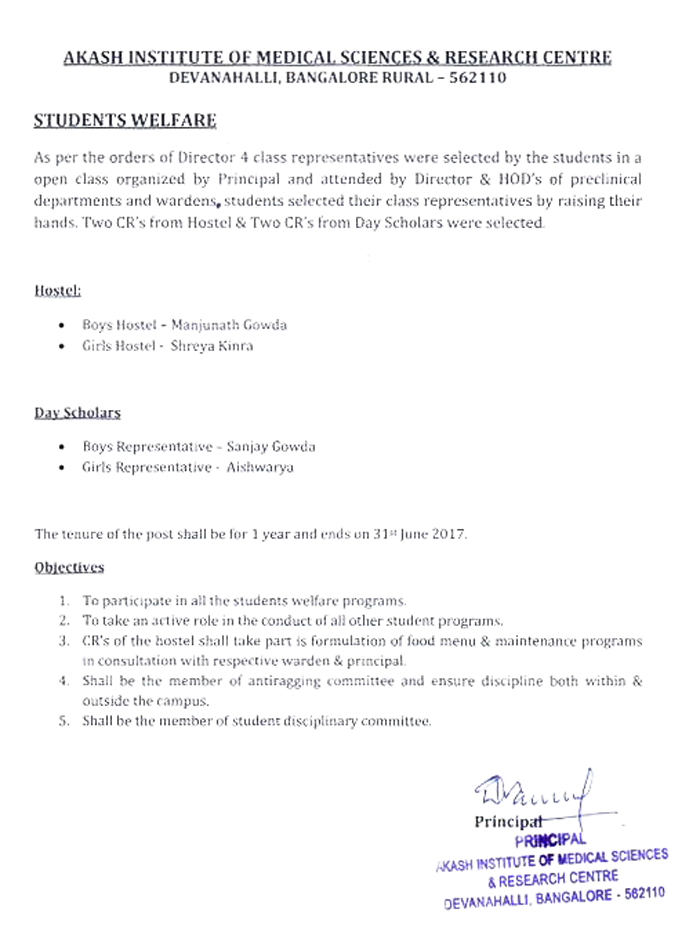 AKASH INSTITUTE OF MEDICAL SCIENCES & RESEARCH CENTRE
DEVANAHALLI, BANGALORE RURAL – 562110
STUDENTS WELFARE
As per the orders of Director 4 class representatives were selected by the students in a
open class organized by Principal and attended by Director & HOD's of preclinical
departments and wardens, students selected their class representatives by raising their
hands. Two CR's from Hostel & Two CR's from Day Scholars were selected.
Hostel:
• Boys Hostel – Manjunath Gowda
• Girls Hostel - Shreya Kinra
Day Scholars
• Boys Representative – Sanjay Gowda
• Girls Representative - Aishwarya
The tenure of the post shall be for 1 year and ends on 31st June 2017.
Objectives
1. To participate in all the students welfare programs.
2. To take an active role in the conduct of all other student programs.
3. CR's of the hostel shall take part is formulation of food menu & maintenance programs
in consultation with respective warden & principal.
4. Shall be the member of antiragging committee and ensure discipline both within &
outside the campus.
5. Shall be the member of student disciplinary committee.
Principal
PRINCIPAL
AKASH INSTITUTE OF MEDICAL SCIENCES
& RESEARCH CENTRE
DEVANAHALLI, BANGALORE - 562110